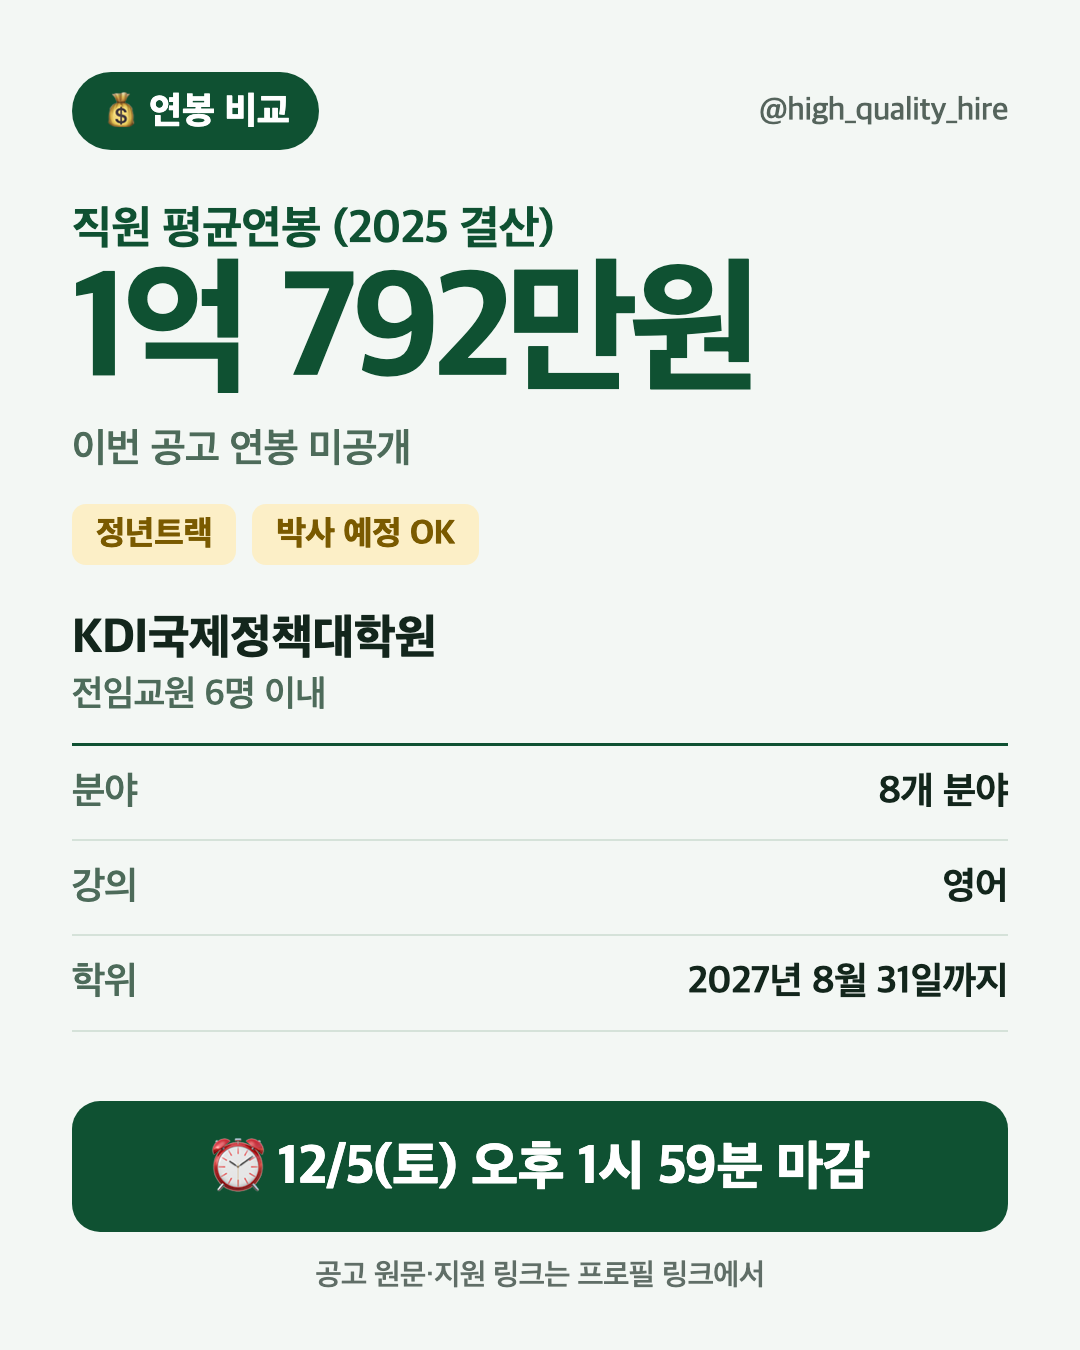 💰 연봉 비교
@high_quality_hire
직원 평균연봉 (2025 결산)
1억 792만원
이번 공고 연봉 미공개
정년트랙 박사 예정 OK
KDI국제정책대학원
전임교원 6명 이내
분야 8개 분야
강의 영어
학위 2027년 8월 31일까지
⏰ 12/5(토) 오후 1시 59분 마감
공고 원문·지원 링크는 프로필 링크에서